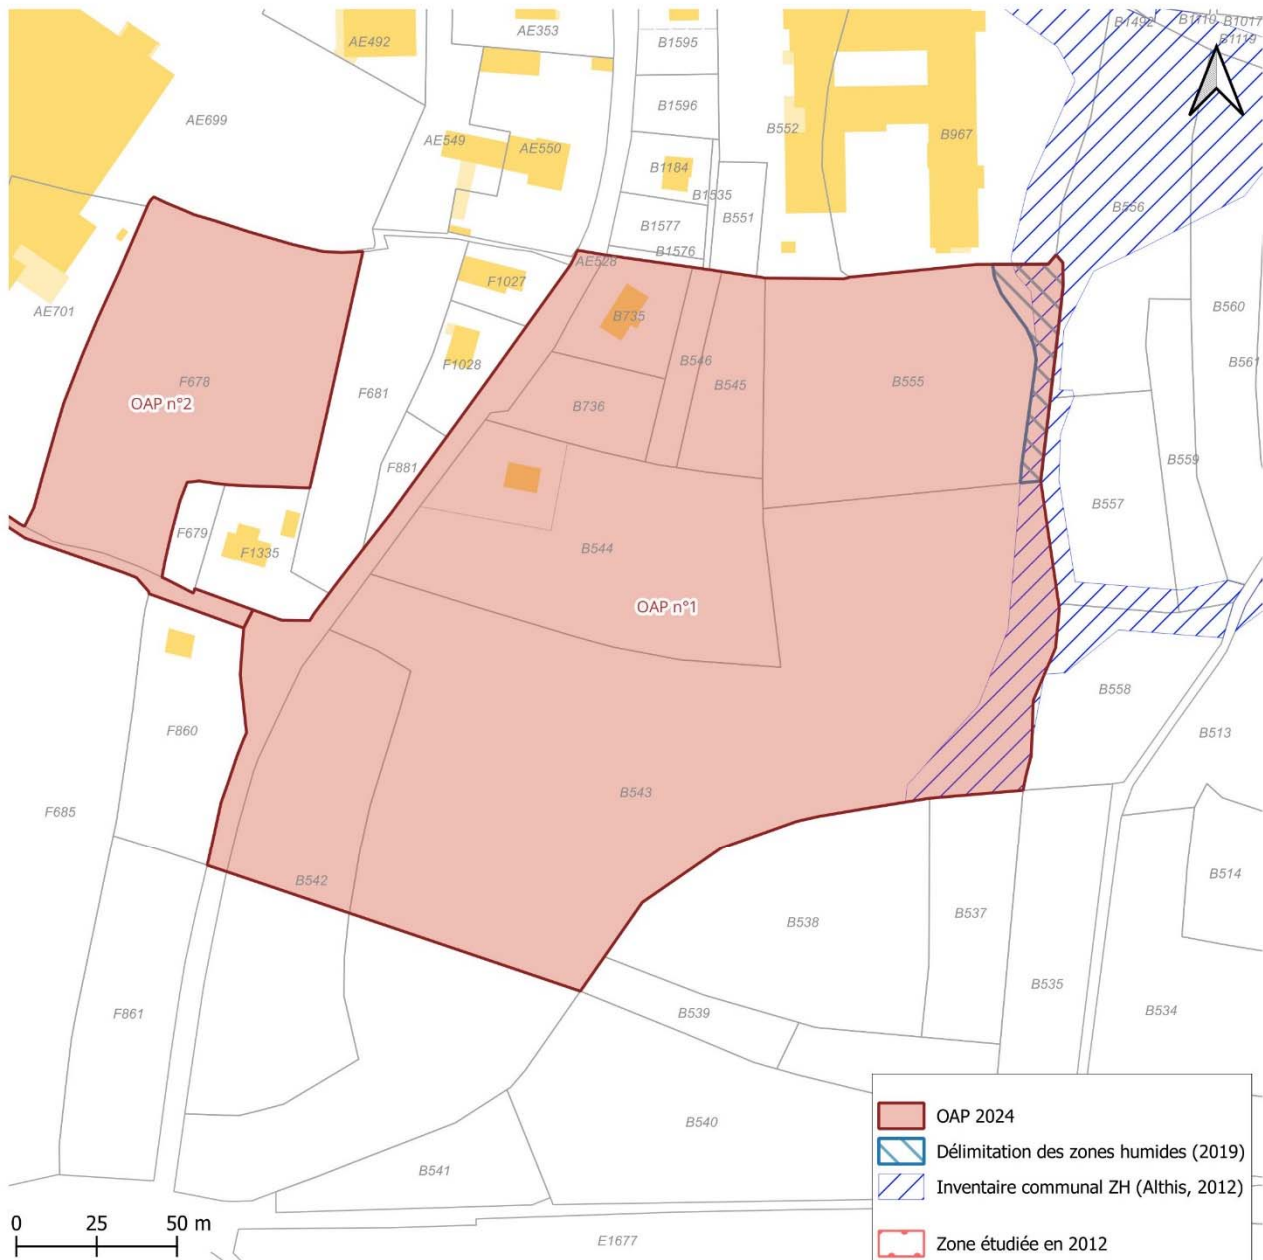 AE492
AE353
B1595
B1492
B1110
B1017
B1119
AE699
B1596
B552
B967
AE549
AE550
B1184
B1535
B1577
B551
B556
B1576
AE528
F1027
AE701
B735
B560
F678
F1028
B546
B545
B555
B561
OAP n°2
F681
B736
F881
B559
B557
F679
F1335
B544
OAP n°1
B558
F860
B513
B543
F685
B542
B514
B538
B537
F861
B539
B535
B534
OAP 2024
B540
Délimitation des zones humides (2019)
B541
Inventaire communal ZH (Althis, 2012)
0 25 50 m
E1677
Zone étudiée en 2012